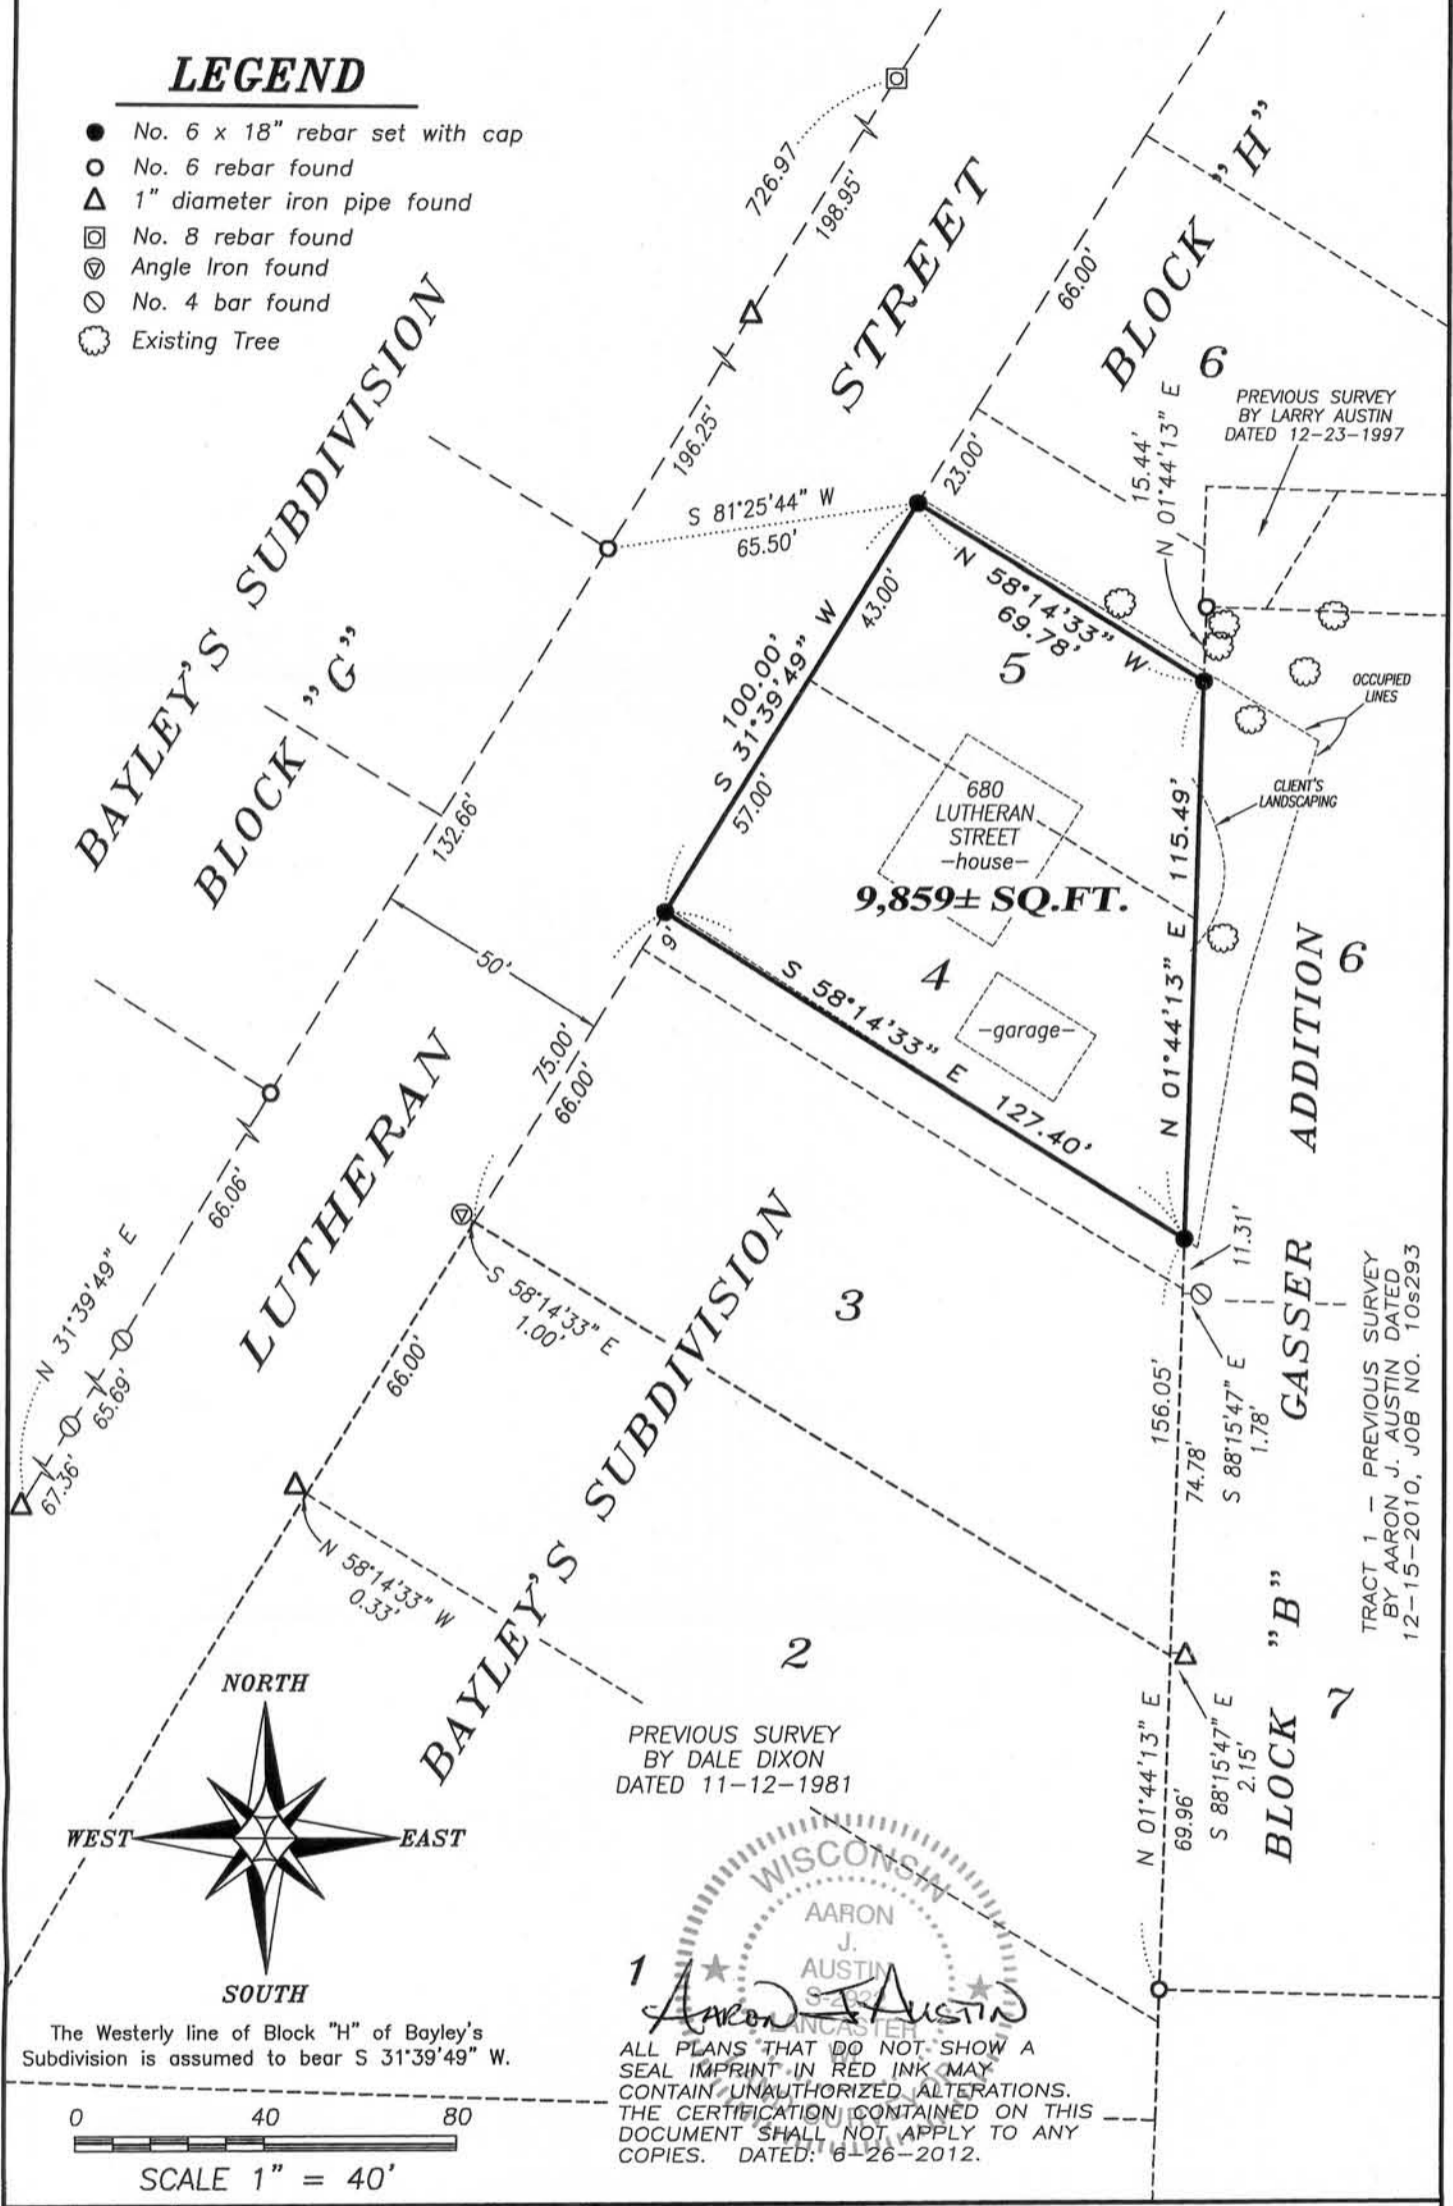 LEGEND
No. 6 x 18" rebar set with cap
No. 6 rebar found
1" diameter iron pipe found
No. 8 rebar found
Angle Iron found
No. 4 bar found
Existing Tree
726.97'
198.95'
196.25'
STREET
66.00'
BLOCK "H"
6
PREVIOUS SURVEY
BY LARRY AUSTIN
DATED 12-23-1997
15.44'
N 01°44'13" E
23.00'
S 81°25'44" W
65.50'
BAYLEY'S SUBDIVISION
BLOCK "G"
N 58°14'33" W
69.78'
5
43.00'
100.00'
S 31°39'49" W
57.00'
OCCUPIED
LINES
CLIENT'S
LANDSCAPING
680
LUTHERAN
STREET
-house-
9,859± SQ.FT.
N 01°44'13" E 115.49'
132.66'
9'
50'
4
-garage-
S 58°14'33" E 127.40'
75.00'
66.00'
6
GASSER ADDITION
LUTHERAN
66.06'
N 31°39'49" E
65.69'
67.36'
S 58°14'33" E
1.00'
66.00'
3
11.31'
S 88°15'47" E
1.78'
156.05'
74.78'
TRACT 1 - PREVIOUS SURVEY
BY AARON J. AUSTIN DATED
12-15-2010, JOB NO. 10s293
BAYLEY'S SUBDIVISION
N 58°14'33" W
0.33'
2
BLOCK "B"
7
S 88°15'47" E
2.15'
N 01°44'13" E
69.96'
PREVIOUS SURVEY
BY DALE DIXON
DATED 11-12-1981
NORTH
WEST
EAST
SOUTH
The Westerly line of Block "H" of Bayley's
Subdivision is assumed to bear S 31°39'49" W.
0 40 80
SCALE 1" = 40'
1
WISCONSIN
AARON
J.
AUSTIN
S-2922
LANCASTER
WI
LAND SURVEYOR
AARON J AUSTIN
ALL PLANS THAT DO NOT SHOW A
SEAL IMPRINT IN RED INK MAY
CONTAIN UNAUTHORIZED ALTERATIONS.
THE CERTIFICATION CONTAINED ON THIS
DOCUMENT SHALL NOT APPLY TO ANY
COPIES. DATED: 6-26-2012.